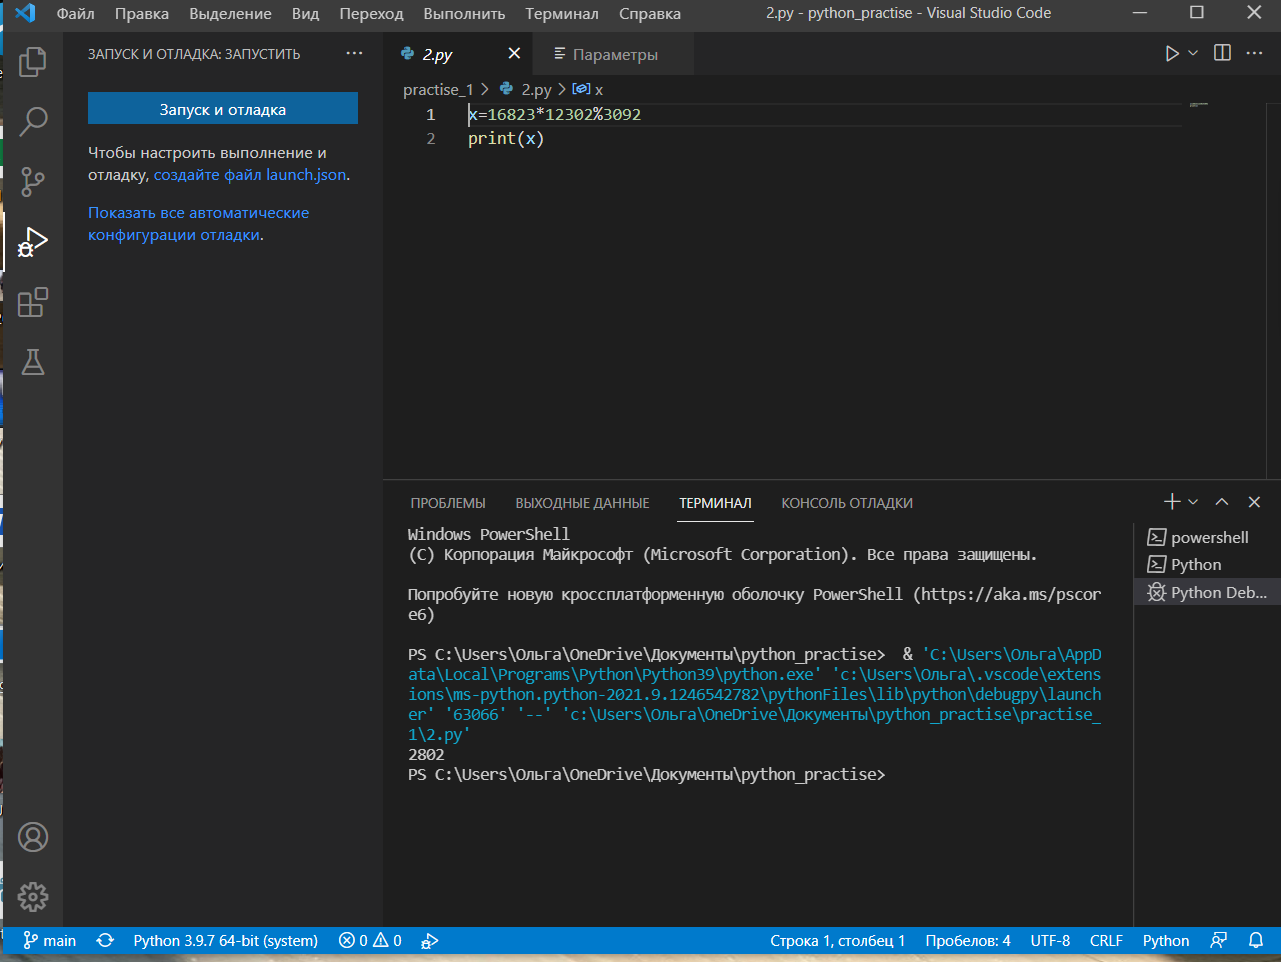 Файл Правка Выделение Вид Переход Выполнить Терминал Справка 2.py - python_practise - Visual Studio Code
ЗАПУСК И ОТЛАДКА: ЗАПУСТИТЬ ···
Запуск и отладка
Чтобы настроить выполнение и
отладку, создайте файл launch.json.
Показать все автоматические
конфигурации отладки.
2.py Параметры
practise_1 > 2.py > x
1 x=16823*12302%3092
2 print(x)
ПРОБЛЕМЫ ВЫХОДНЫЕ ДАННЫЕ ТЕРМИНАЛ КОНСОЛЬ ОТЛАДКИ
Windows PowerShell
(C) Корпорация Майкрософт (Microsoft Corporation). Все права защищены.
Попробуйте новую кроссплатформенную оболочку PowerShell (https://aka.ms/pscor
e6)
PS C:\Users\Ольга\OneDrive\Документы\python_practise>  & 'C:\Users\Ольга\AppD
ata\Local\Programs\Python\Python39\python.exe' 'c:\Users\Ольга\.vscode\extens
ions\ms-python.python-2021.9.1246542782\pythonFiles\lib\python\debugpy\launch
er' '63066' '--' 'c:\Users\Ольга\OneDrive\Документы\python_practise\practise_
1\2.py'
2802
PS C:\Users\Ольга\OneDrive\Документы\python_practise>
powershell
Python
Python Deb...
main Python 3.9.7 64-bit (system) 0 0 Строка 1, столбец 1 Пробелов: 4 UTF-8 CRLF Python